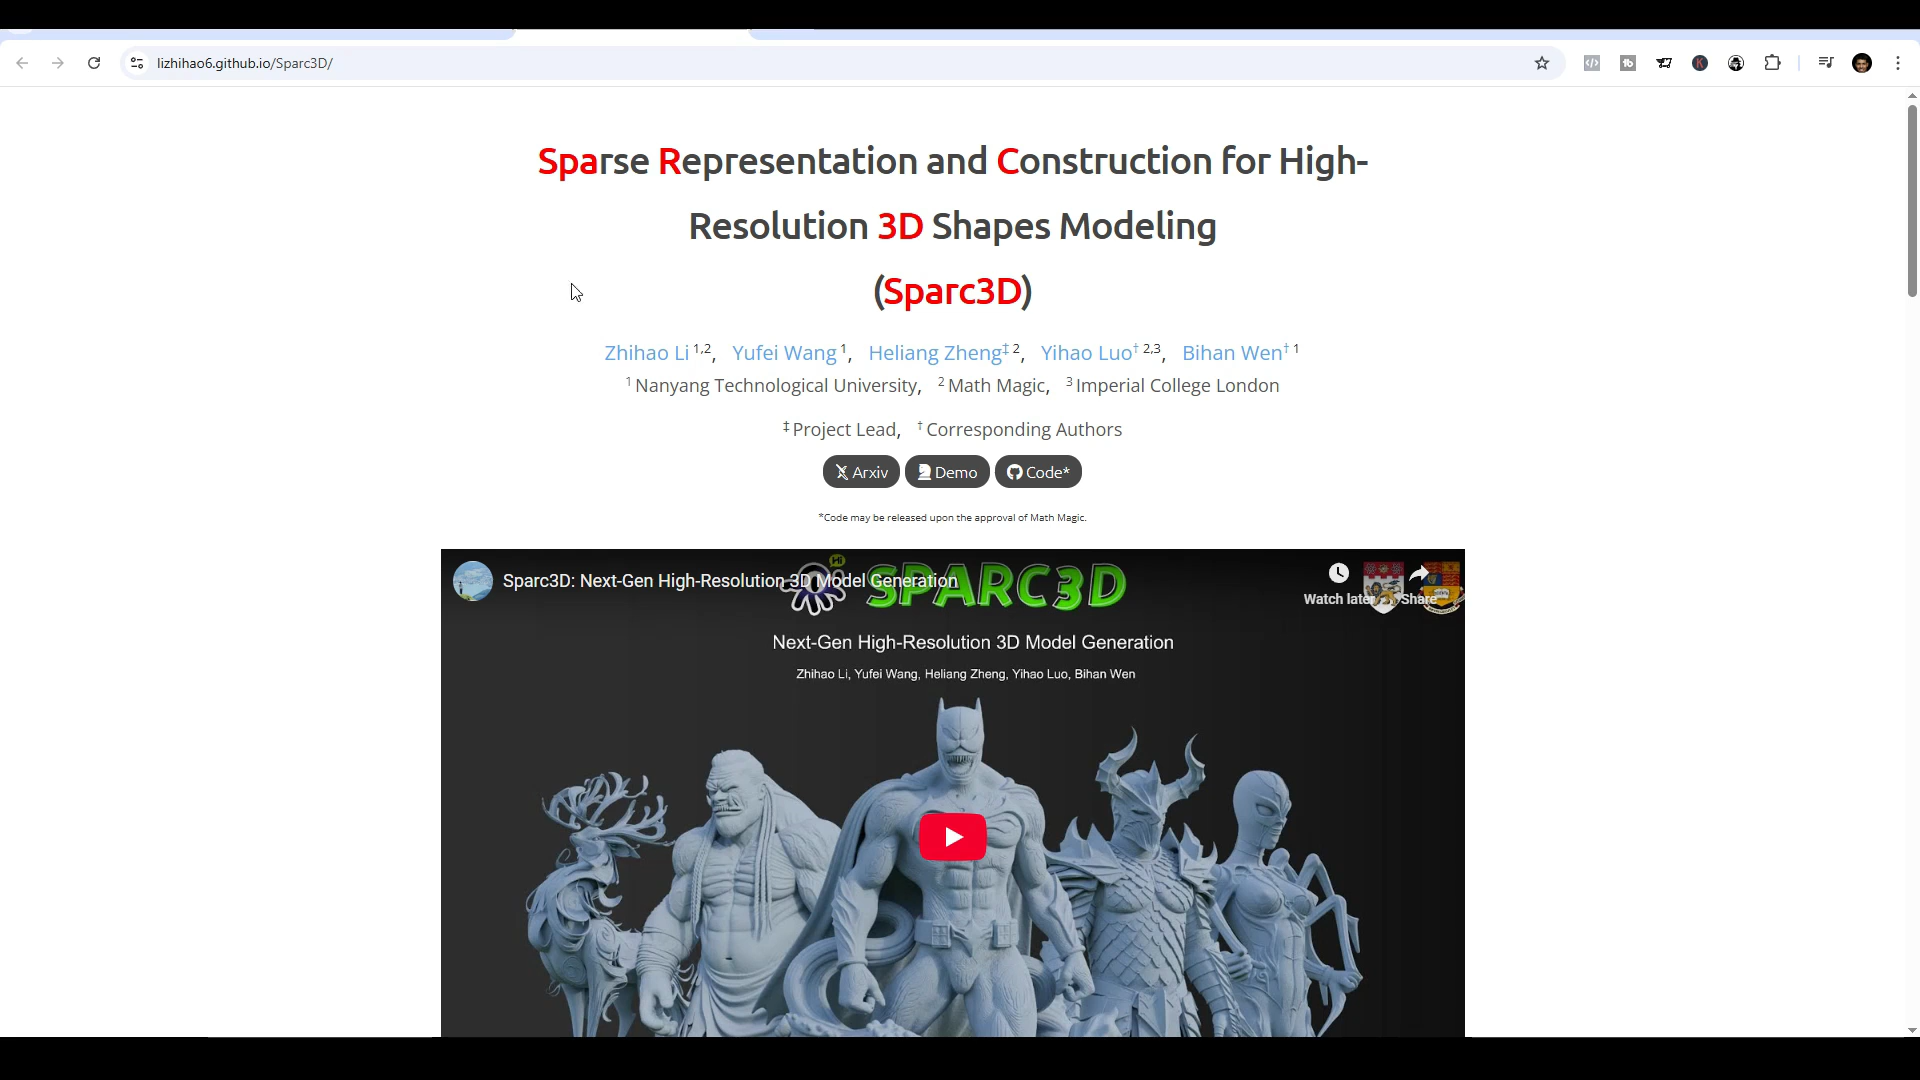 lizhihao6.github.io/Sparc3D/
Sparse Representation and Construction for High-
Resolution 3D Shapes Modeling
(Sparc3D)
Zhihao Li 1,2, Yufei Wang 1, Heliang Zheng‡ 2, Yihao Luo† 2,3, Bihan Wen† 1
1 Nanyang Technological University, 2 Math Magic, 3 Imperial College London
‡ Project Lead, † Corresponding Authors
Arxiv Demo Code*
*Code may be released upon the approval of Math Magic.
Sparc3D: Next-Gen High-Resolution 3D Model Generation
SPARC3D
Watch later Share
Next-Gen High-Resolution 3D Model Generation
Zhihao Li, Yufei Wang, Heliang Zheng, Yihao Luo, Bihan Wen